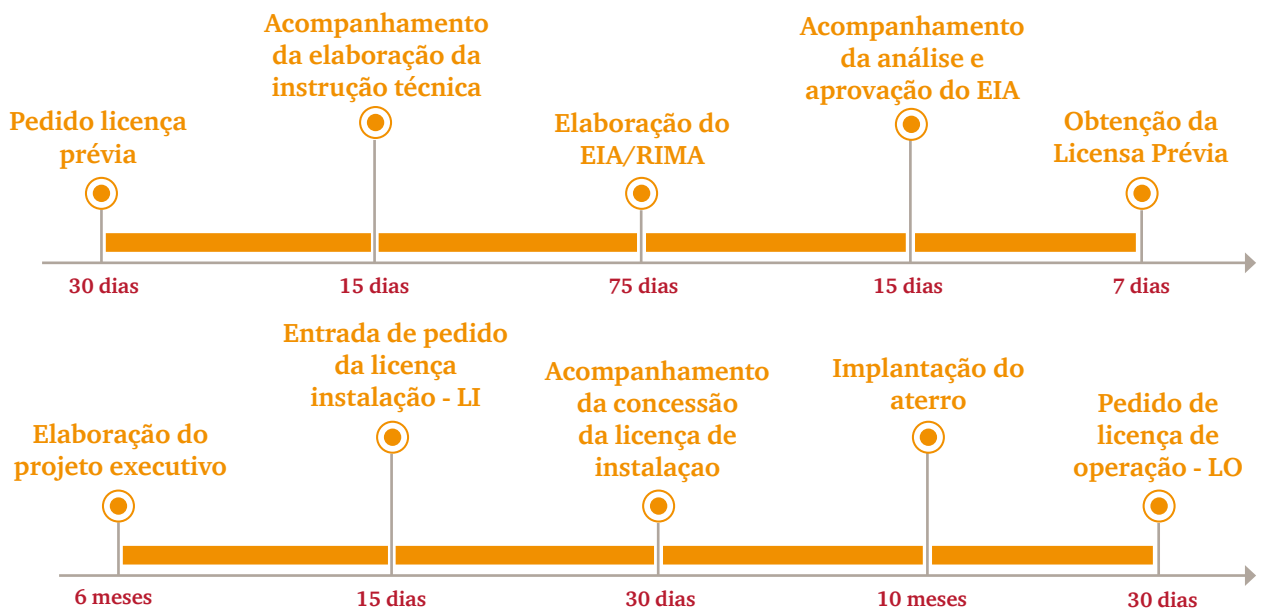 Pedido licença
prévia
Acompanhamento
da elaboração da
instrução técnica
Elaboração do
EIA/RIMA
Acompanhamento
da análise e
aprovação do EIA
Obtenção da
Licensa Prévia
30 dias
15 dias
75 dias
15 dias
7 dias
Elaboração do
projeto executivo
Entrada de pedido
da licença
instalação - LI
Acompanhamento
da concessão
da licença de
instalaçao
Implantação do
aterro
Pedido de
licença de
operação - LO
6 meses
15 dias
30 dias
10 meses
30 dias